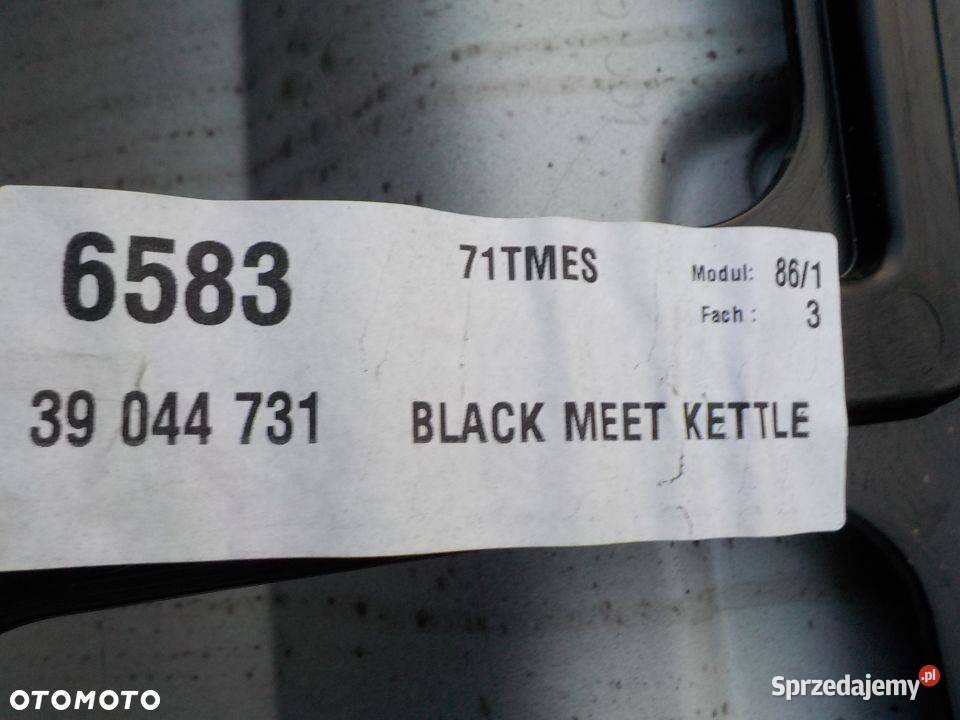 6583 71TMES Modul: 86/1
Fach : 3
39 044 731 BLACK MEET KETTLE
OTOMOTO
Sprzedajemy.pl